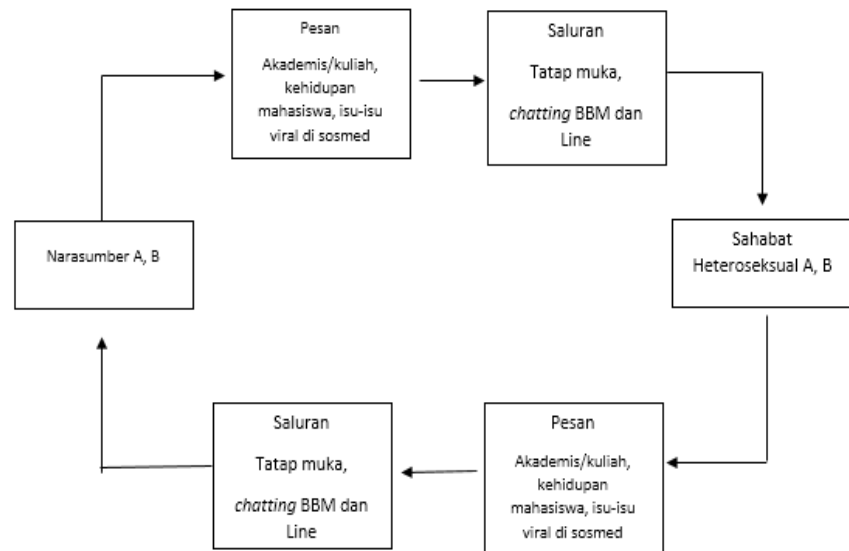 Pesan
Akademis/kuliah,
kehidupan
mahasiswa, isu-isu
viral di sosmed
Saluran
Tatap muka,
chatting BBM dan
Line
Narasumber A, B
Sahabat
Heteroseksual A, B
Saluran
Tatap muka,
chatting BBM dan
Line
Pesan
Akademis/kuliah,
kehidupan
mahasiswa, isu-isu
viral di sosmed